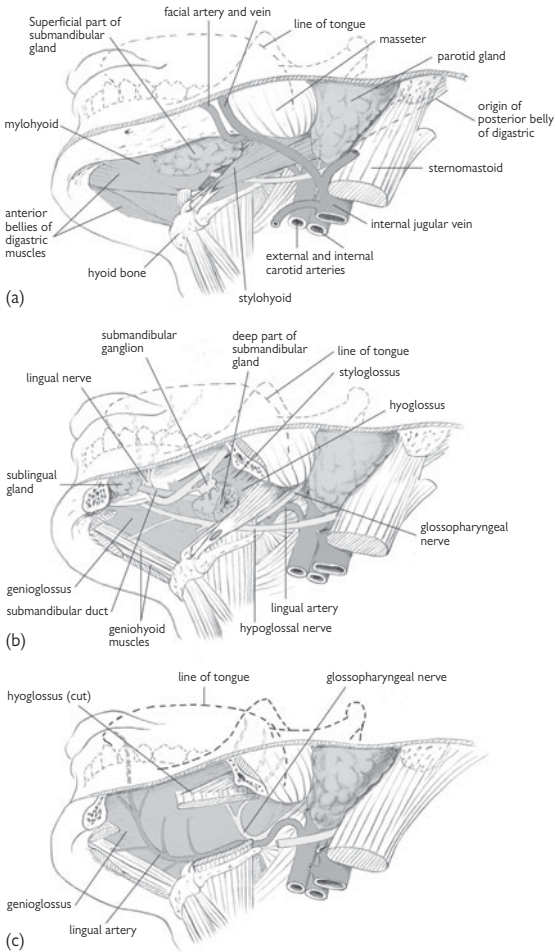 facial artery and vein
Superficial part of
submandibular
gland
line of tongue
masseter
parotid gland
mylohyoid
origin of
posterior belly
of digastric
sternomastoid
anterior
bellies of
digastric
muscles
internal jugular vein
hyoid bone
external and internal
carotid arteries
stylohyoid
(a)
submandibular
ganglion
deep part of
submandibular
gland
line of tongue
styloglossus
lingual nerve
hyoglossus
sublingual
gland
glossopharyngeal
nerve
genioglossus
submandibular duct
lingual artery
geniohyoid
muscles
hypoglossal nerve
(b)
line of tongue
glossopharyngeal nerve
hyoglossus (cut)
genioglossus
lingual artery
(c)